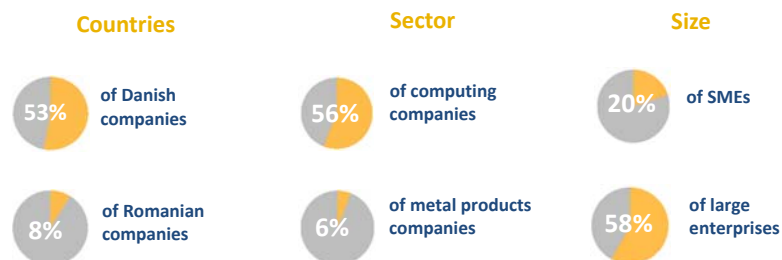 Countries
53%
of Danish
companies
8%
of Romanian
companies
Sector
56%
of computing
companies
6%
of metal products
companies
Size
20%
of SMEs
58%
of large
enterprises